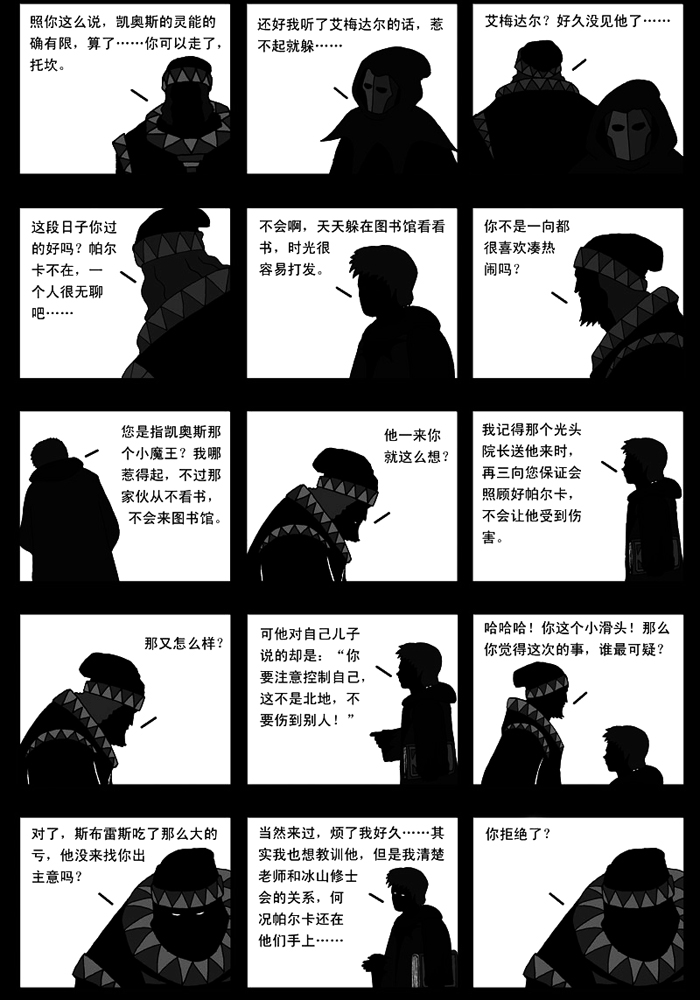 照你这么说，凯奥斯的灵能的
确有限，算了……你可以走了，
托坎。
还好我听了艾梅达尔的话，惹
不起就躲……
艾梅达尔？好久没见他了……
这段日子你过
的好吗？帕尔
卡不在，一
个人很无聊
吧……
不会啊，天天躲在图书馆看看
书，时光很
容易打发。
你不是一向都
很喜欢凑热
闹吗？
您是指凯奥斯那
个小魔王？我哪
惹得起，不过那
家伙从不看书，
不会来图书馆。
他一来你
就这么想？
我记得那个光头
院长送他来时，
再三向您保证会
照顾好帕尔卡，
不会让他受到伤
害。
那又怎么样？
可他对自己儿子
说的却是：“你
要注意控制自己，
这不是北地，不
要伤到别人！”
哈哈哈！你这个小滑头！那么
你觉得这次的事，谁最可疑？
对了，斯布雷斯吃了那么大的
亏，他没来找你出
主意吗？
当然来过，烦了我好久……其
实我也想教训他，但是我清楚
老师和冰山修士
会的关系，何
况帕尔卡还在
他们手上……
你拒绝了？